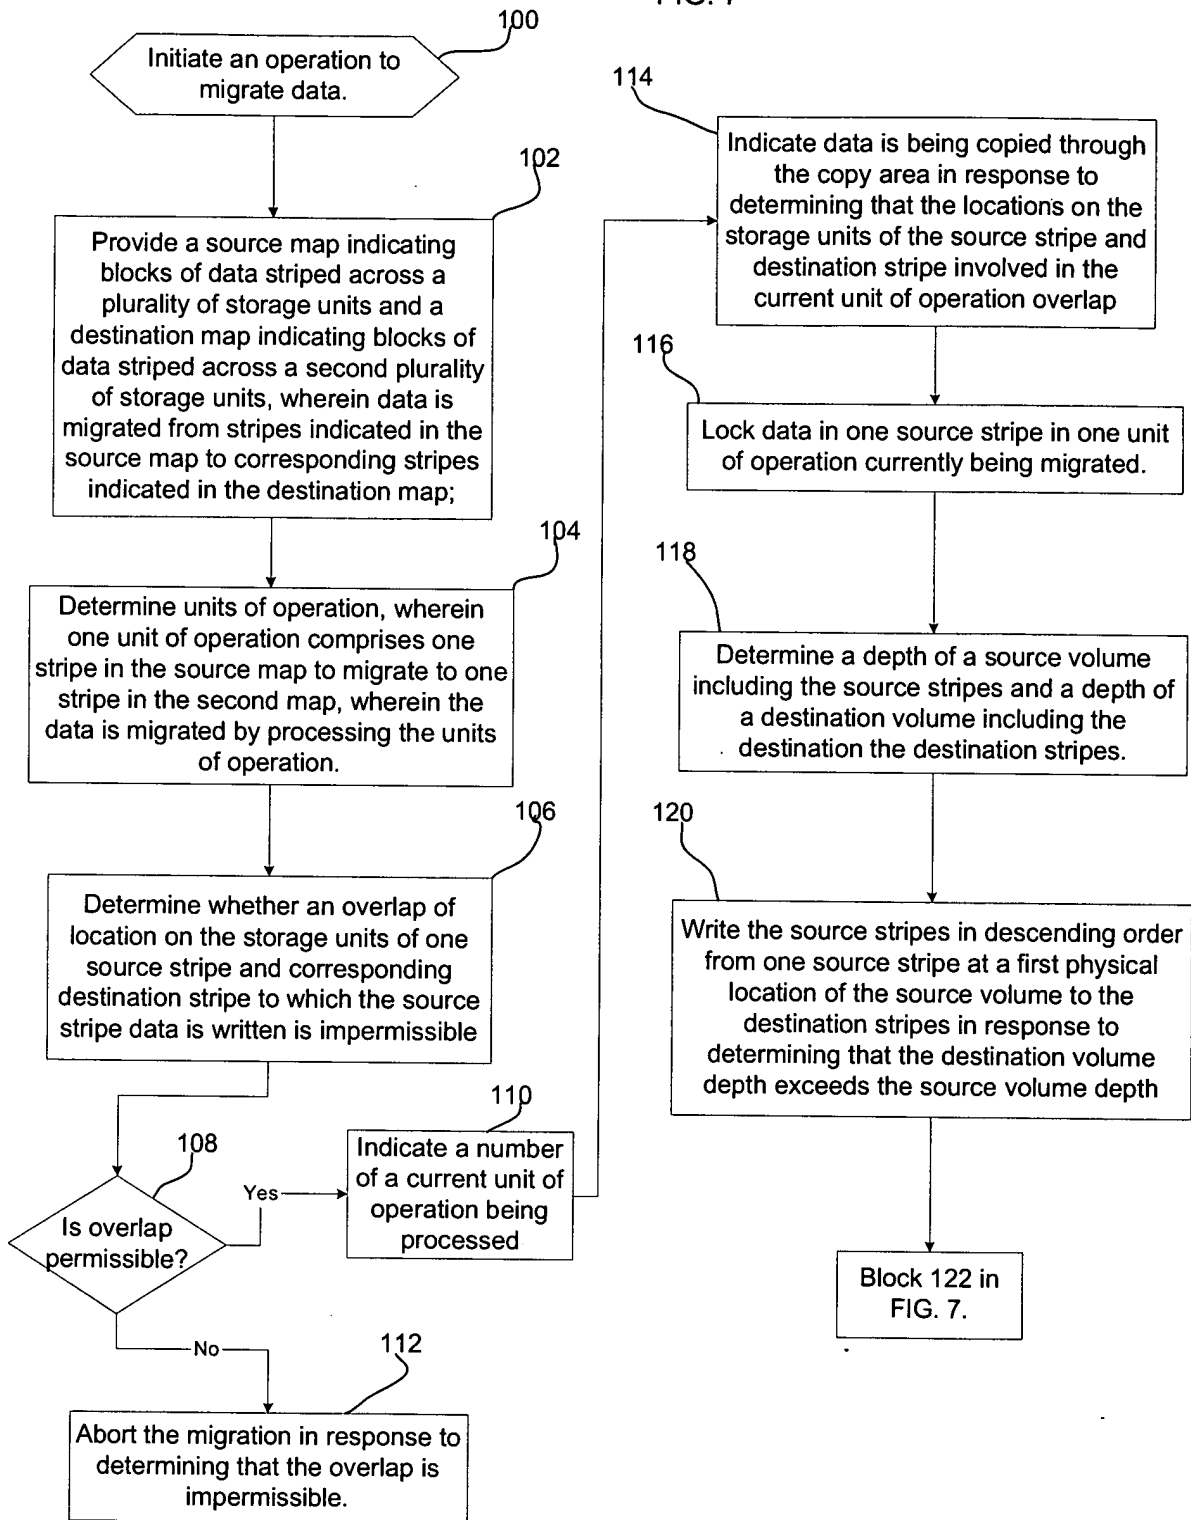 FIG.
100
Initiate an operation to
migrate data.
102
Provide a source map indicating
blocks of data striped across a
plurality of storage units and a
destination map indicating blocks of
data striped across a second plurality
of storage units, wherein data is
migrated from stripes indicated in the
source map to corresponding stripes
indicated in the destination map;
104
Determine units of operation, wherein
one unit of operation comprises one
stripe in the source map to migrate to one
stripe in the second map, wherein the
data is migrated by processing the units
of operation.
106
Determine whether an overlap of
location on the storage units of one
source stripe and corresponding
destination stripe to which the source
stripe data is written is impermissible
108
Is overlap
permissible?
Yes
110
Indicate a number
of a current unit of
operation being
processed
No
112
Abort the migration in response to
determining that the overlap is
impermissible.
114
Indicate data is being copied through
the copy area in response to
determining that the locations on the
storage units of the source stripe and
destination stripe involved in the
current unit of operation overlap
116
Lock data in one source stripe in one unit
of operation currently being migrated.
118
Determine a depth of a source volume
including the source stripes and a depth of
a destination volume including the
destination the destination stripes.
120
Write the source stripes in descending order
from one source stripe at a first physical
location of the source volume to the
destination stripes in response to
determining that the destination volume
depth exceeds the source volume depth
Block 122 in
FIG. 7.